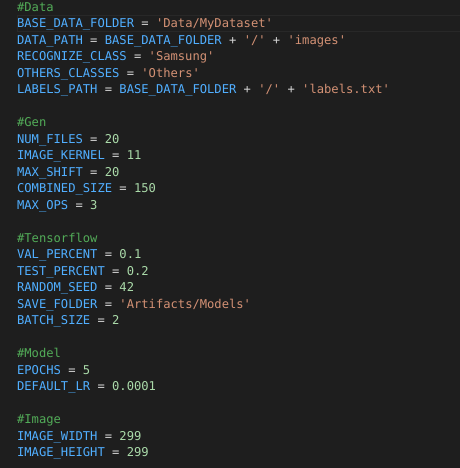 #Data
BASE_DATA_FOLDER = 'Data/MyDataset'
DATA_PATH = BASE_DATA_FOLDER + '/' + 'images'
RECOGNIZE_CLASS = 'Samsung'
OTHERS_CLASSES = 'Others'
LABELS_PATH = BASE_DATA_FOLDER + '/' + 'labels.txt'

#Gen
NUM_FILES = 20
IMAGE_KERNEL = 11
MAX_SHIFT = 20
COMBINED_SIZE = 150
MAX_OPS = 3

#Tensorflow
VAL_PERCENT = 0.1
TEST_PERCENT = 0.2
RANDOM_SEED = 42
SAVE_FOLDER = 'Artifacts/Models'
BATCH_SIZE = 2

#Model
EPOCHS = 5
DEFAULT_LR = 0.0001

#Image
IMAGE_WIDTH = 299
IMAGE_HEIGHT = 299